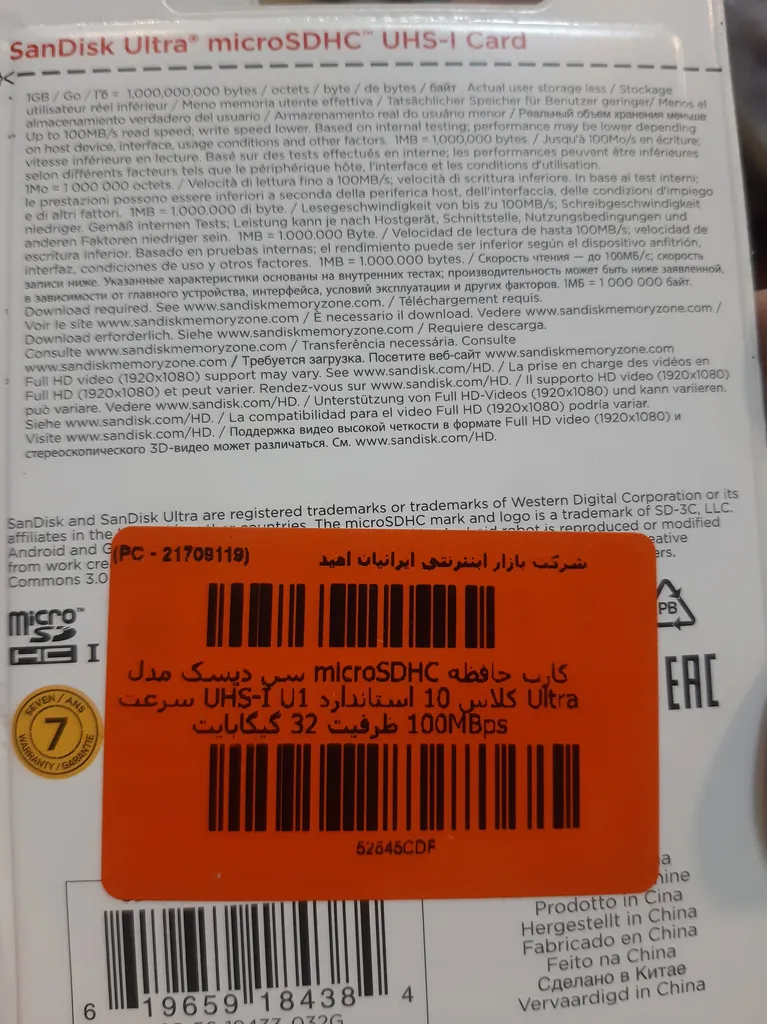 SanDisk Ultra® microSDHC™ UHS-I Card
* 1GB / Go / Гб = 1,000,000,000 bytes / octets / byte / de bytes / байт . Actual user storage less / Stockage
utilisateur réel inférieur / Meno memoria utente effettiva / Tatsächlicher Speicher für Benutzer geringer/ Menos el
almacenamiento verdadero del usuario / Armazenamento real do usuário menor / Реальный объем хранения меньше
** Up to 100MB/s read speed; write speed lower. Based on internal testing; performance may be lower depending
on host device, interface, usage conditions and other factors. 1MB = 1,000,000 bytes. / Jusqu'à 100Mo/s en écriture;
vitesse inférieure en lecture. Basé sur des tests effectués en interne; les performances peuvent être inférieures
selon différents facteurs tels que le périphérique hôte, l'interface et les conditions d'utilisation.
1Mo = 1 000 000 octets. / Velocità di lettura fino a 100MB/s; velocità di scrittura inferiore. In base ai test interni;
le prestazioni possono essere inferiori a seconda della periferica host, dell'interfaccia, delle condizioni d'impiego
e di altri fattori. 1MB = 1.000.000 di byte. / Lesegeschwindigkeit von bis zu 100MB/s; Schreibgeschwindigkeit
niedriger. Gemäß internen Tests; Leistung kann je nach Hostgerät, Schnittstelle, Nutzungsbedingungen und
anderen Faktoren niedriger sein. 1MB = 1.000.000 Byte. / Velocidad de lectura de hasta 100MB/s; velocidad de
escritura inferior. Basado en pruebas internas; el rendimiento puede ser inferior según el dispositivo anfitrión,
interfaz, condiciones de uso y otros factores. 1MB = 1.000.000 bytes. / Скорость чтения — до 100МБ/с; скорость
записи ниже. Указанные характеристики основаны на внутренних тестах; производительность может быть ниже заявленной,
в зависимости от главного устройства, интерфейса, условий эксплуатации и других факторов. 1МБ = 1 000 000 байт.
1 Download required. See www.sandiskmemoryzone.com. / Téléchargement requis.
Voir le site www.sandiskmemoryzone.com / È necessario il download. Vedere www.sandiskmemoryzone.com /
Download erforderlich. Siehe www.sandiskmemoryzone.com / Requiere descarga.
Consulte www.sandiskmemoryzone.com / Transferência necessária. Consulte
www.sandiskmemoryzone.com / Требуется загрузка. Посетите веб-сайт www.sandiskmemoryzone.com
2 Full HD video (1920x1080) support may vary. See www.sandisk.com/HD. / La prise en charge des vidéos en
Full HD (1920x1080) et peut varier. Rendez-vous sur www.sandisk.com/HD. / Il supporto HD video (1920x1080)
può variare. Vedere www.sandisk.com/HD. / Unterstützung von Full HD-Videos (1920x1080) und kann variieren.
Siehe www.sandisk.com/HD. / La compatibilidad para el video Full HD (1920x1080) podría variar.
Visite www.sandisk.com/HD. / Поддержка видео высокой четкости в формате Full HD video (1920x1080) и
стереоскопического 3D-видео может различаться. См. www.sandisk.com/HD.
SanDisk and SanDisk Ultra are registered trademarks or trademarks of Western Digital Corporation or its
affiliates in the countries. The microSDHC mark and logo is a trademark of SD-3C, LLC.
Android and G robot is reproduced or modified
from work cre eative
Commons 3.0 ers.
(PC - 21709119) شرکت بازار اینترنتی ایرانیان اهید
کارت حافظه microSDHC سن دیسک مدل
Ultra کلاس 10 استاندارد UHS-I U1 سرعت
100MBps ظرفیت 32 گیگابایت
52645CDF
micro™
SD
HC I
PB
EAC
SEVEN / ANS
7
WARRANTY / GARANTIE
Prodotto in Cina
Hergestellt in China
Fabricado en China
Feito na China
Сделано в Китае
Vervaardigd in China
6 19659 18438 4